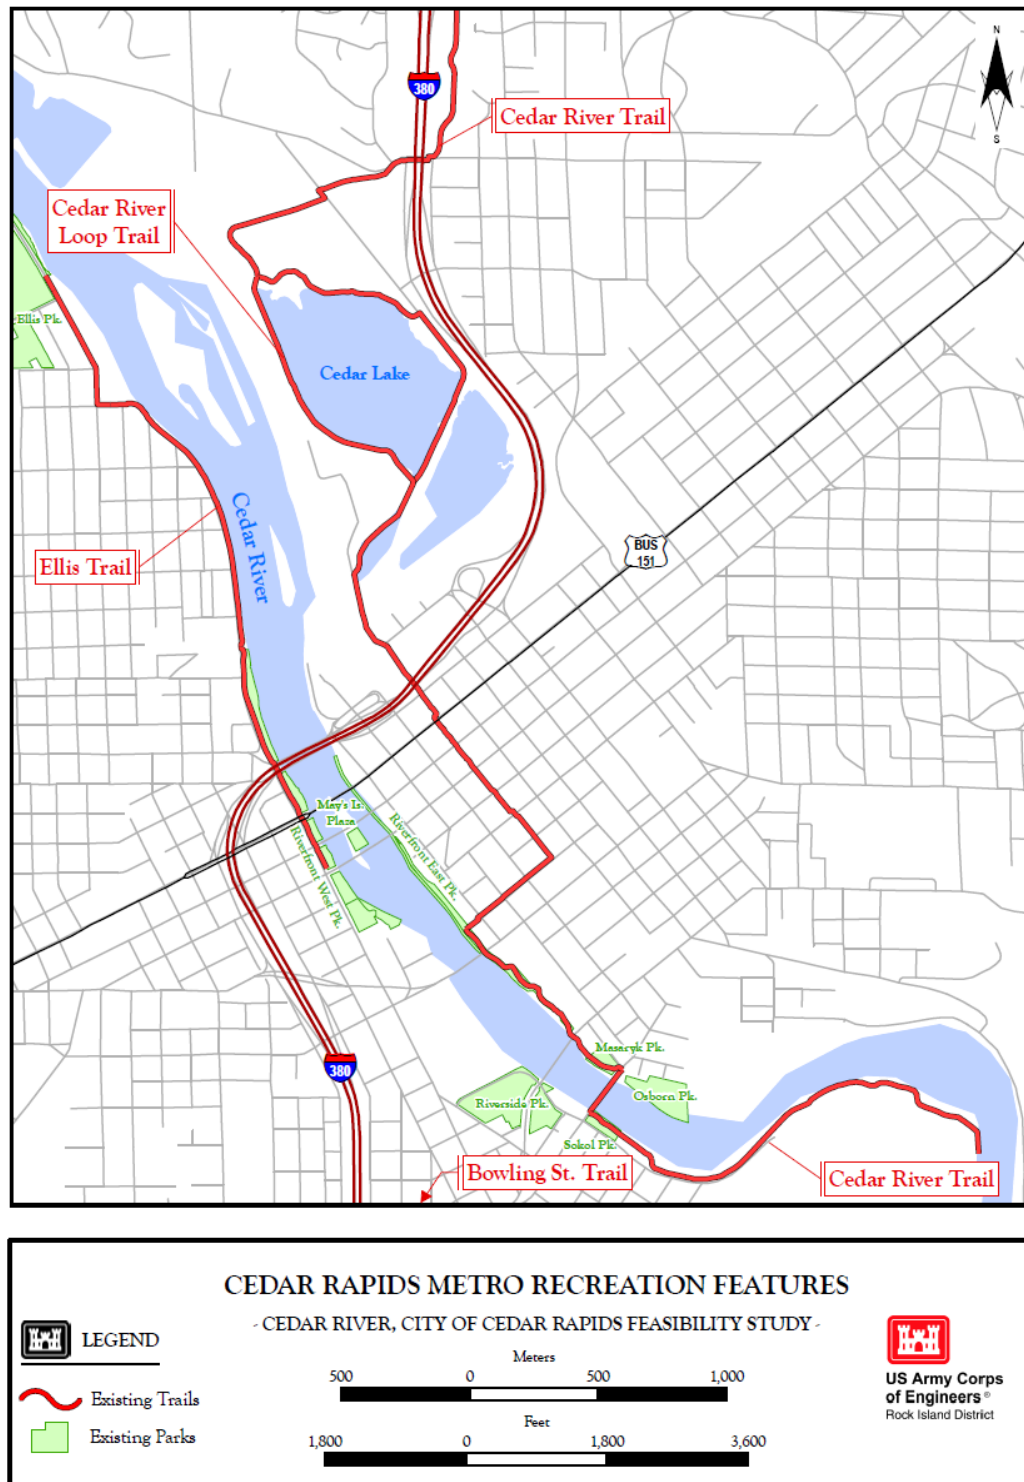 N
S
380
Cedar River Trail
Cedar River
Loop Trail
Ellis Pk.
Cedar Lake
Cedar River
BUS
151
Ellis Trail
May's Is.
Plaza
Riverfront East Pk.
Riverfront West Pk.
380
Masaryk Pk.
Osborn Pk.
Riverside Pk.
Sokol Pk.
Bowling St. Trail
Cedar River Trail
CEDAR RAPIDS METRO RECREATION FEATURES
- CEDAR RIVER, CITY OF CEDAR RAPIDS FEASIBILITY STUDY -
LEGEND
Existing Trails
Existing Parks
Meters
500 0 500 1,000
Feet
1,800 0 1,800 3,600
US Army Corps
of Engineers®
Rock Island District